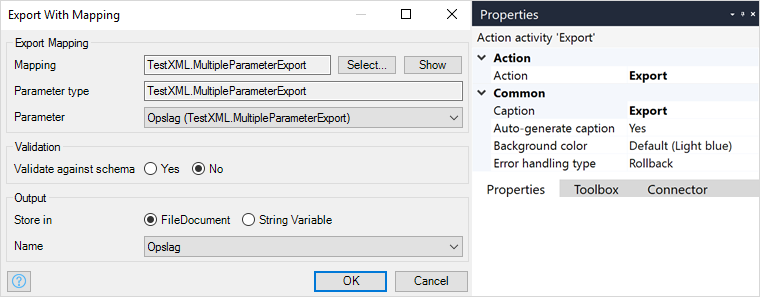 Export With Mapping
Export Mapping
Mapping TestXML.MultipleParameterExport Select... Show
Parameter type TestXML.MultipleParameterExport
Parameter Opslag (TestXML.MultipleParameterExport)
Validation
Validate against schema Yes No
Output
Store in FileDocument String Variable
Name Opslag
? OK Cancel
Properties
Action activity 'Export'
Action
Action Export
Common
Caption Export
Auto-generate caption Yes
Background color Default (Light blue)
Error handling type Rollback
Properties Toolbox Connector